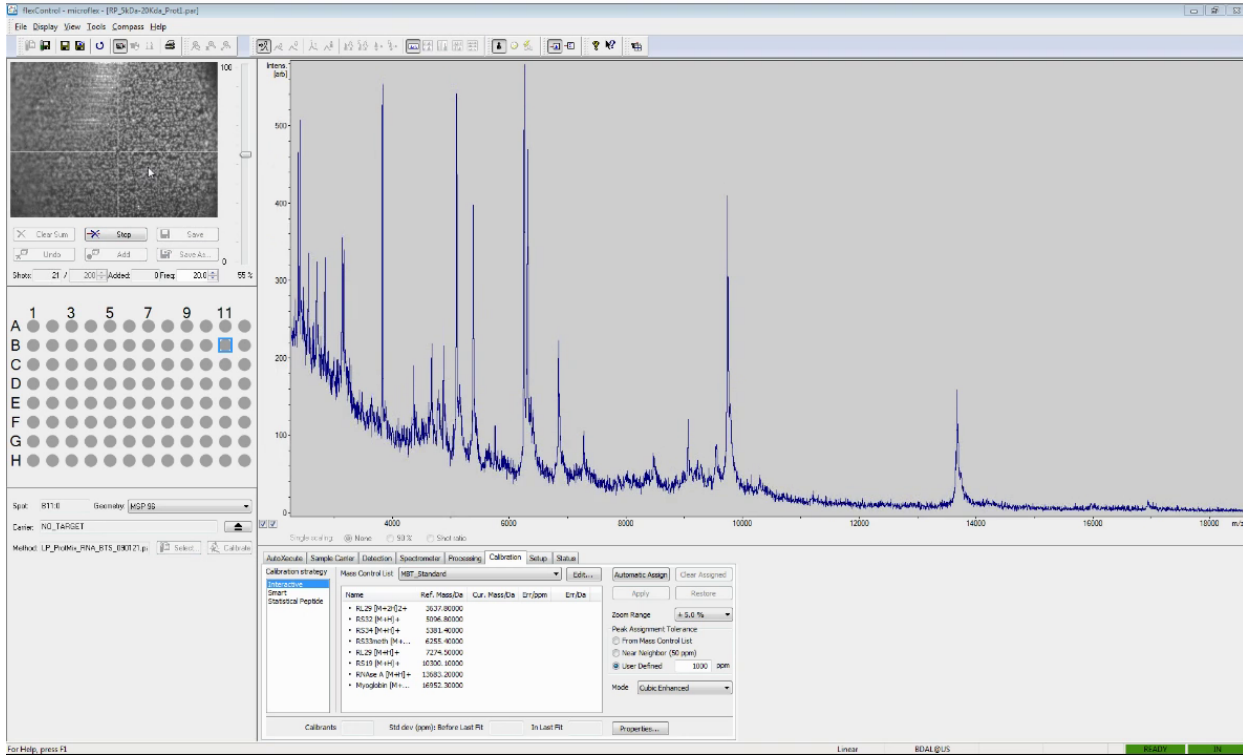 flexControl - microflex - [RP_5kDa-20Kda_Prot1.par]
File Display View Tools Compass Help
100
0
Clear Sum Stop Save
Undo Add Save As...
Shots: 21 / 200 Added: 0 Freq: 20.0 55 %
1 3 5 7 9 11
A
B
C
D
E
F
G
H
Spot: B11:0 Geometry: MSP 96
Carrier: NO_TARGET
Method: Select... Calibrate
Intens.
[arb]
500
400
300
200
100
0
4000 6000 8000 10000 12000 14000 16000 18000 m/z
Single scaling: None 50 % Shot ratio
AutoXecute Sample Carrier Detection Spectrometer Processing Calibration Setup Status
Calibration strategy
Interactive
Smart
Statistical Peptide
Mass Control List: MBT_Standard Edit...
Name Ref. Mass/Da Cur. Mass/Da Err/ppm Err/Da
RL29 [M+2H]2+ 3637.80000
RS32 [M+H]+ 5096.80000
RS34 [M+H]+ 5381.40000
RS33meth [M+... 6255.40000
RL29 [M+H]+ 7274.50000
RS19 [M+H]+ 10300.10000
RNAse A [M+H]+ 13683.20000
Myoglobin [M+... 16952.30000
Automatic Assign Clear Assigned
Apply Restore
Zoom Range ± 5.0 %
Peak Assignment Tolerance
From Mass Control List
Near Neighbor (50 ppm)
User Defined 1000 ppm
Mode Cubic Enhanced
Calibrants Std dev (ppm): Before Last Fit In Last Fit Properties...
For Help, press F1 Linear BDAL@US READY IN